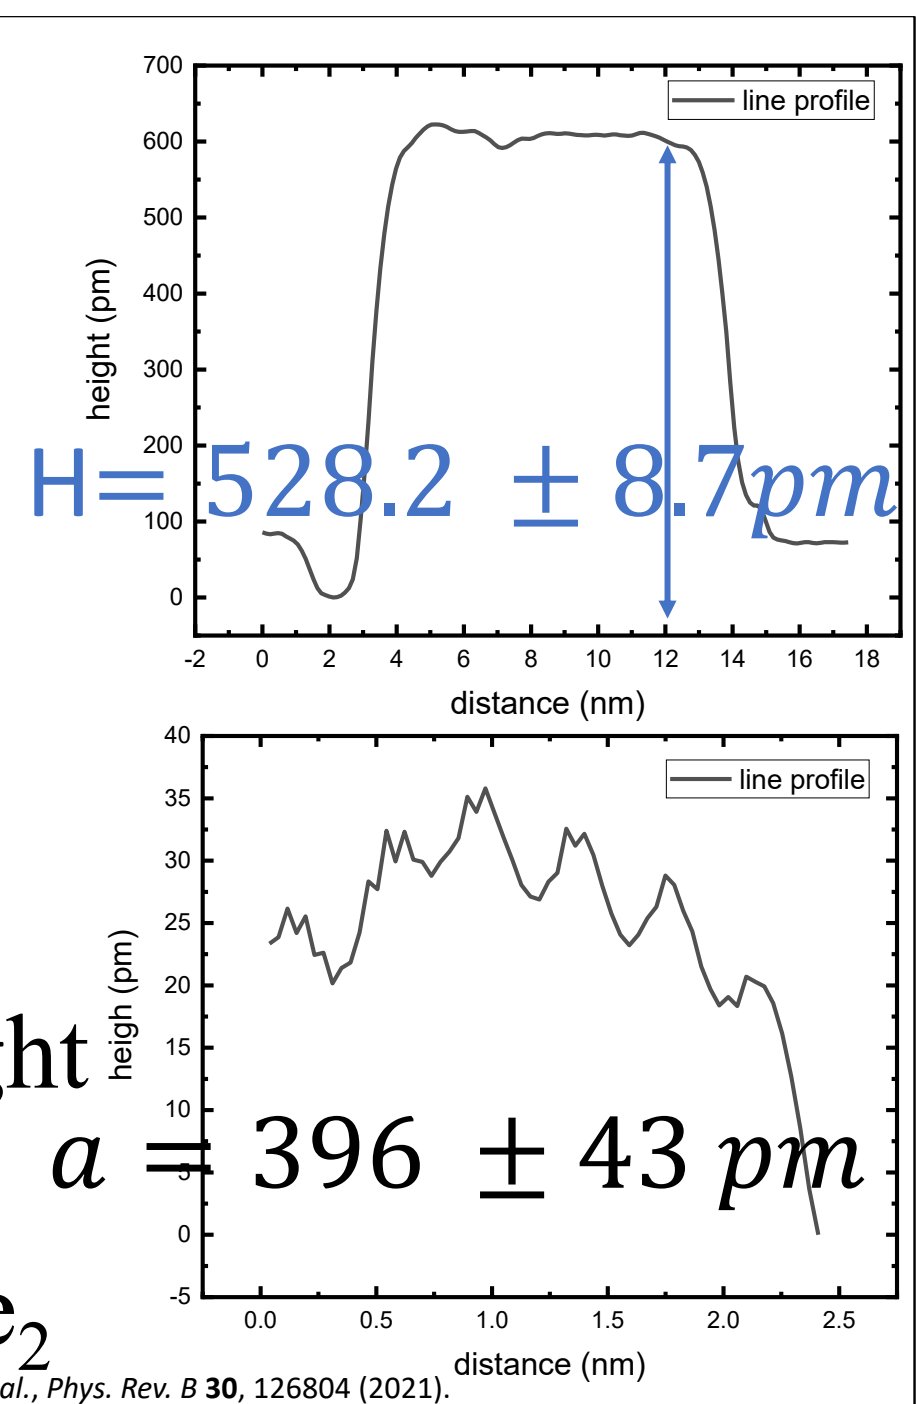 700
line profile
600
500
400
height (pm)
300
200
H= 528.2 ± 8.7pm
100
0
-2 0 2 4 6 8 10 12 14 16 18
distance (nm)
40
line profile
35
30
25
heigh (pm)
20
15
ght
10
a = 396 ± 43 pm
5
0
-5
0.0 0.5 1.0 1.5 2.0 2.5
e₂
distance (nm)
al., Phys. Rev. B 30, 126804 (2021).